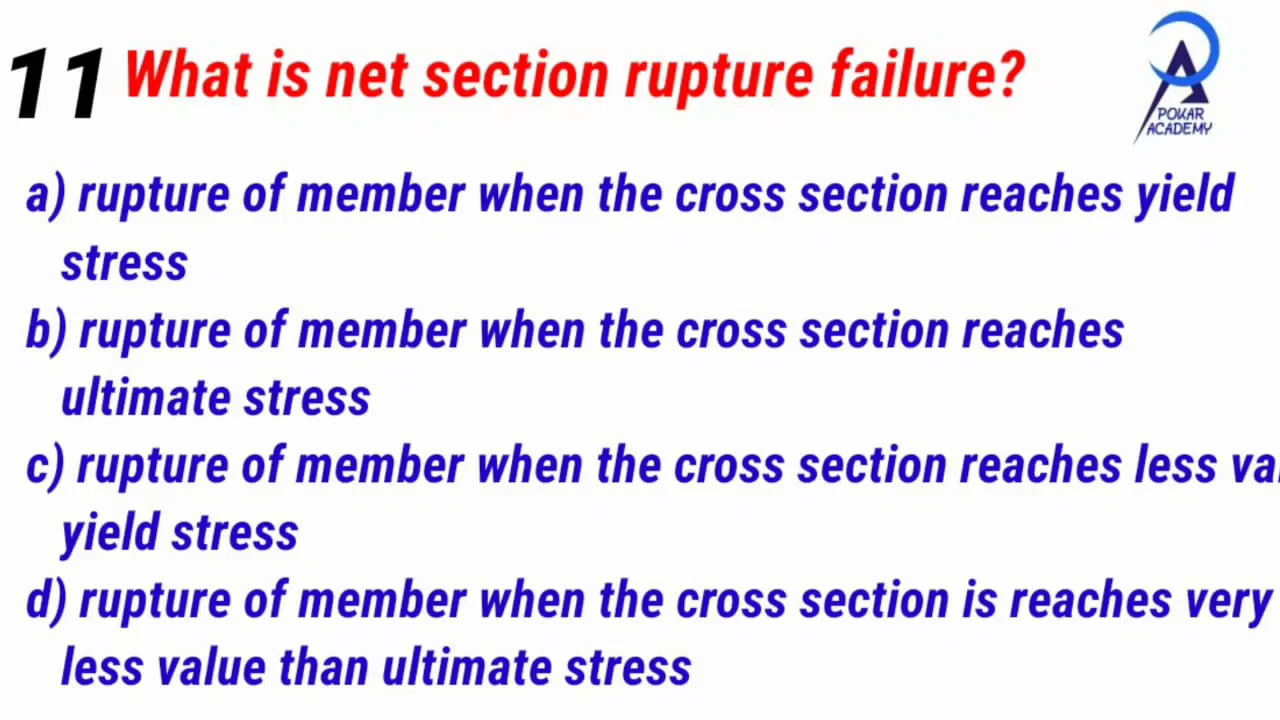 11 What is net section rupture failure?
POKAR
ACADEMY
a) rupture of member when the cross section reaches yield
stress
b) rupture of member when the cross section reaches
ultimate stress
c) rupture of member when the cross section reaches less
yield stress
d) rupture of member when the cross section is reaches very
less value than ultimate stress